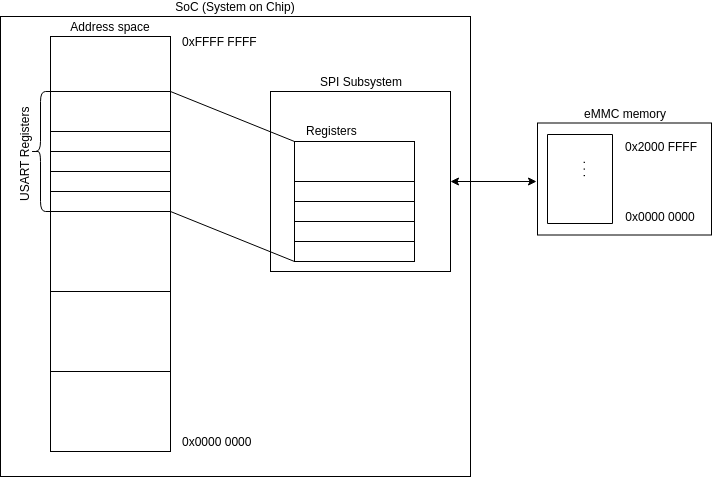 SoC (System on Chip)
Address space
0xFFFF FFFF
SPI Subsystem
eMMC memory
USART Registers
Registers
0x2000 FFFF
0x0000 0000
0x0000 0000